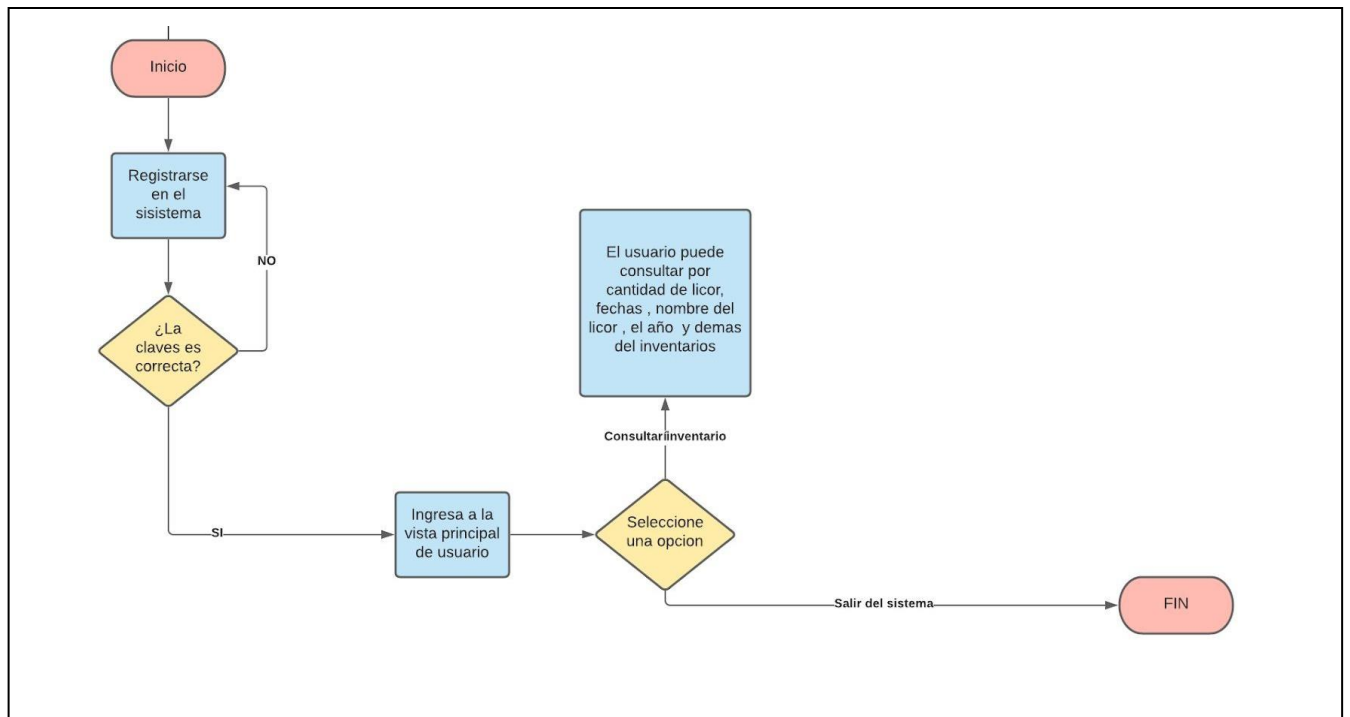 Inicio
Registrarse
en el
sisistema
NO
¿La
claves es
correcta?
El usuario puede
consultar por
cantidad de licor,
fechas , nombre del
licor , el año y demas
del inventarios
Consultar inventario
SI
Ingresa a la
vista principal
de usuario
Seleccione
una opcion
Salir del sistema
FIN